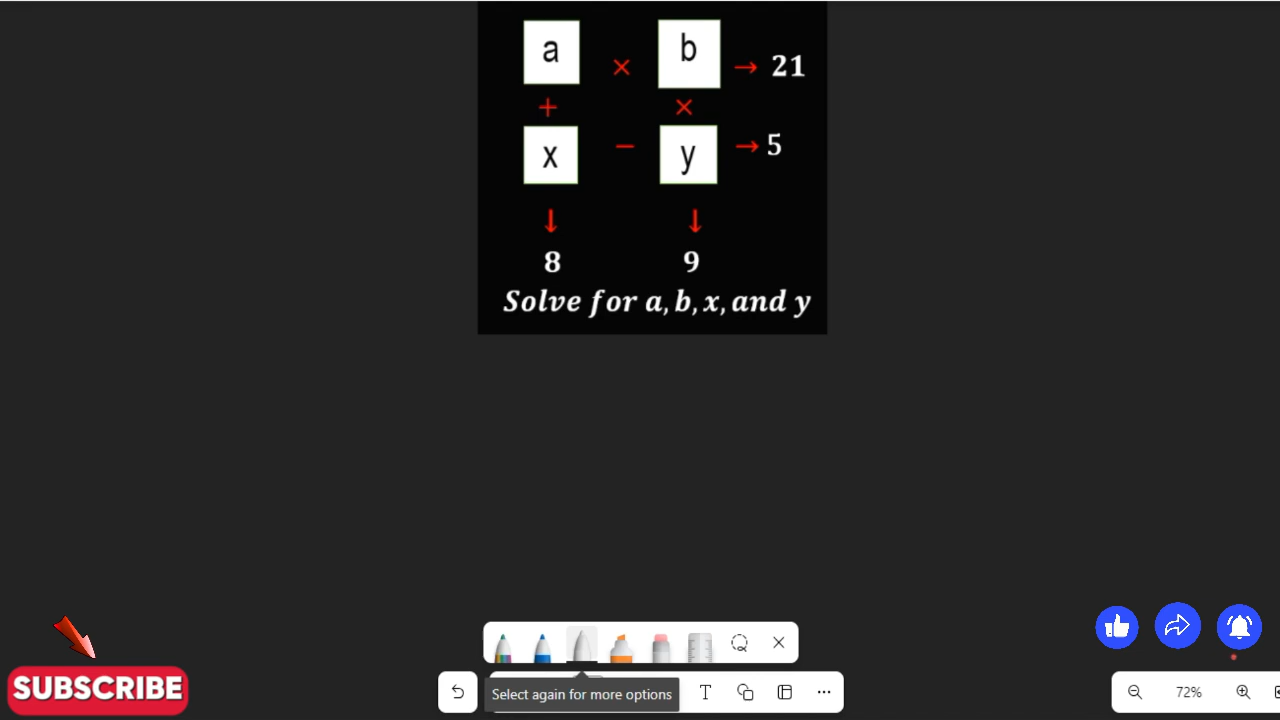 a × b → 21
+ ×
x − y → 5
↓ ↓
8 9
Solve for a, b, x, and y
SUBSCRIBE
Select again for more options
T
72%